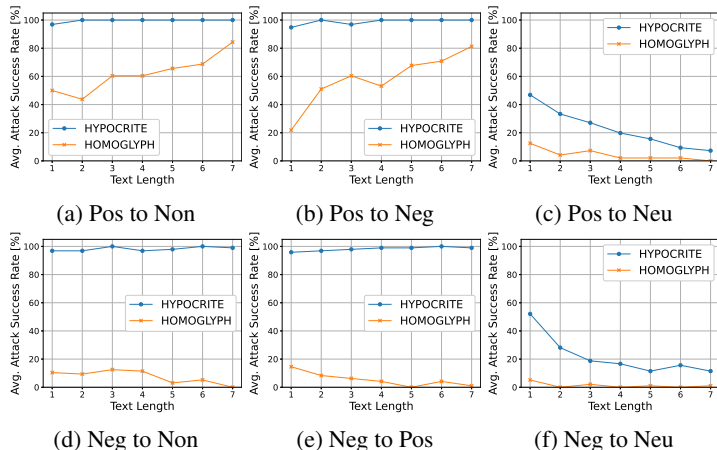 Avg. Attack Success Rate [%]
100
80
60
40
20
0
HYPOCRITE
HOMOGLYPH
1 2 3 4 5 6 7
Text Length
(a) Pos to Non
Avg. Attack Success Rate [%]
100
80
60
40
20
0
HYPOCRITE
HOMOGLYPH
1 2 3 4 5 6 7
Text Length
(b) Pos to Neg
Avg. Attack Success Rate [%]
100
80
60
40
20
0
HYPOCRITE
HOMOGLYPH
1 2 3 4 5 6 7
Text Length
(c) Pos to Neu
Avg. Attack Success Rate [%]
100
80
60
40
20
0
HYPOCRITE
HOMOGLYPH
1 2 3 4 5 6 7
Text Length
(d) Neg to Non
Avg. Attack Success Rate [%]
100
80
60
40
20
0
HYPOCRITE
HOMOGLYPH
1 2 3 4 5 6 7
Text Length
(e) Neg to Pos
Avg. Attack Success Rate [%]
100
80
60
40
20
0
HYPOCRITE
HOMOGLYPH
1 2 3 4 5 6 7
Text Length
(f) Neg to Neu